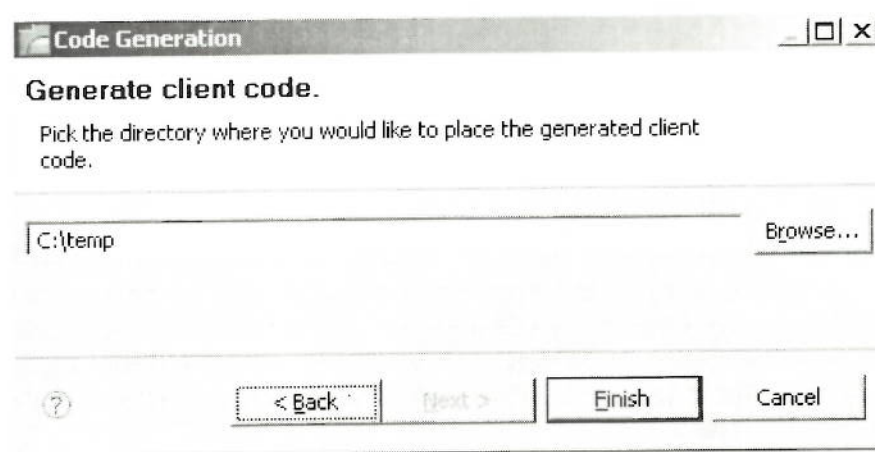 Code Generation
Generate client code.
Pick the directory where you would like to place the generated client
code.
C:\temp
Browse...
< Back
Next >
Finish
Cancel